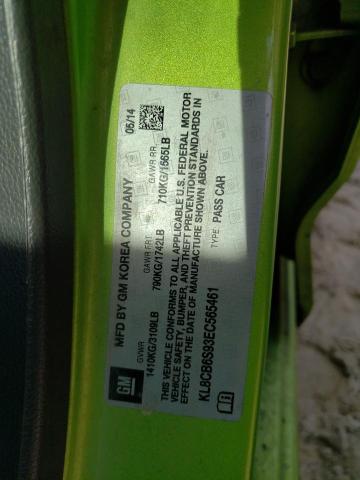 GM
MFD BY GM KOREA COMPANY 05/14
GVWR GAWR FRT GAWR RR
1410KG/3109LB 790KG/1742LB 710KG/1565LB
THIS VEHICLE CONFORMS TO ALL APPLICABLE U.S. FEDERAL MOTOR
VEHICLE SAFETY, BUMPER, AND THEFT PREVENTION STANDARDS IN
EFFECT ON THE DATE OF MANUFACTURE SHOWN ABOVE.
TYPE: PASS CAR
KL8CB6S93EC565461